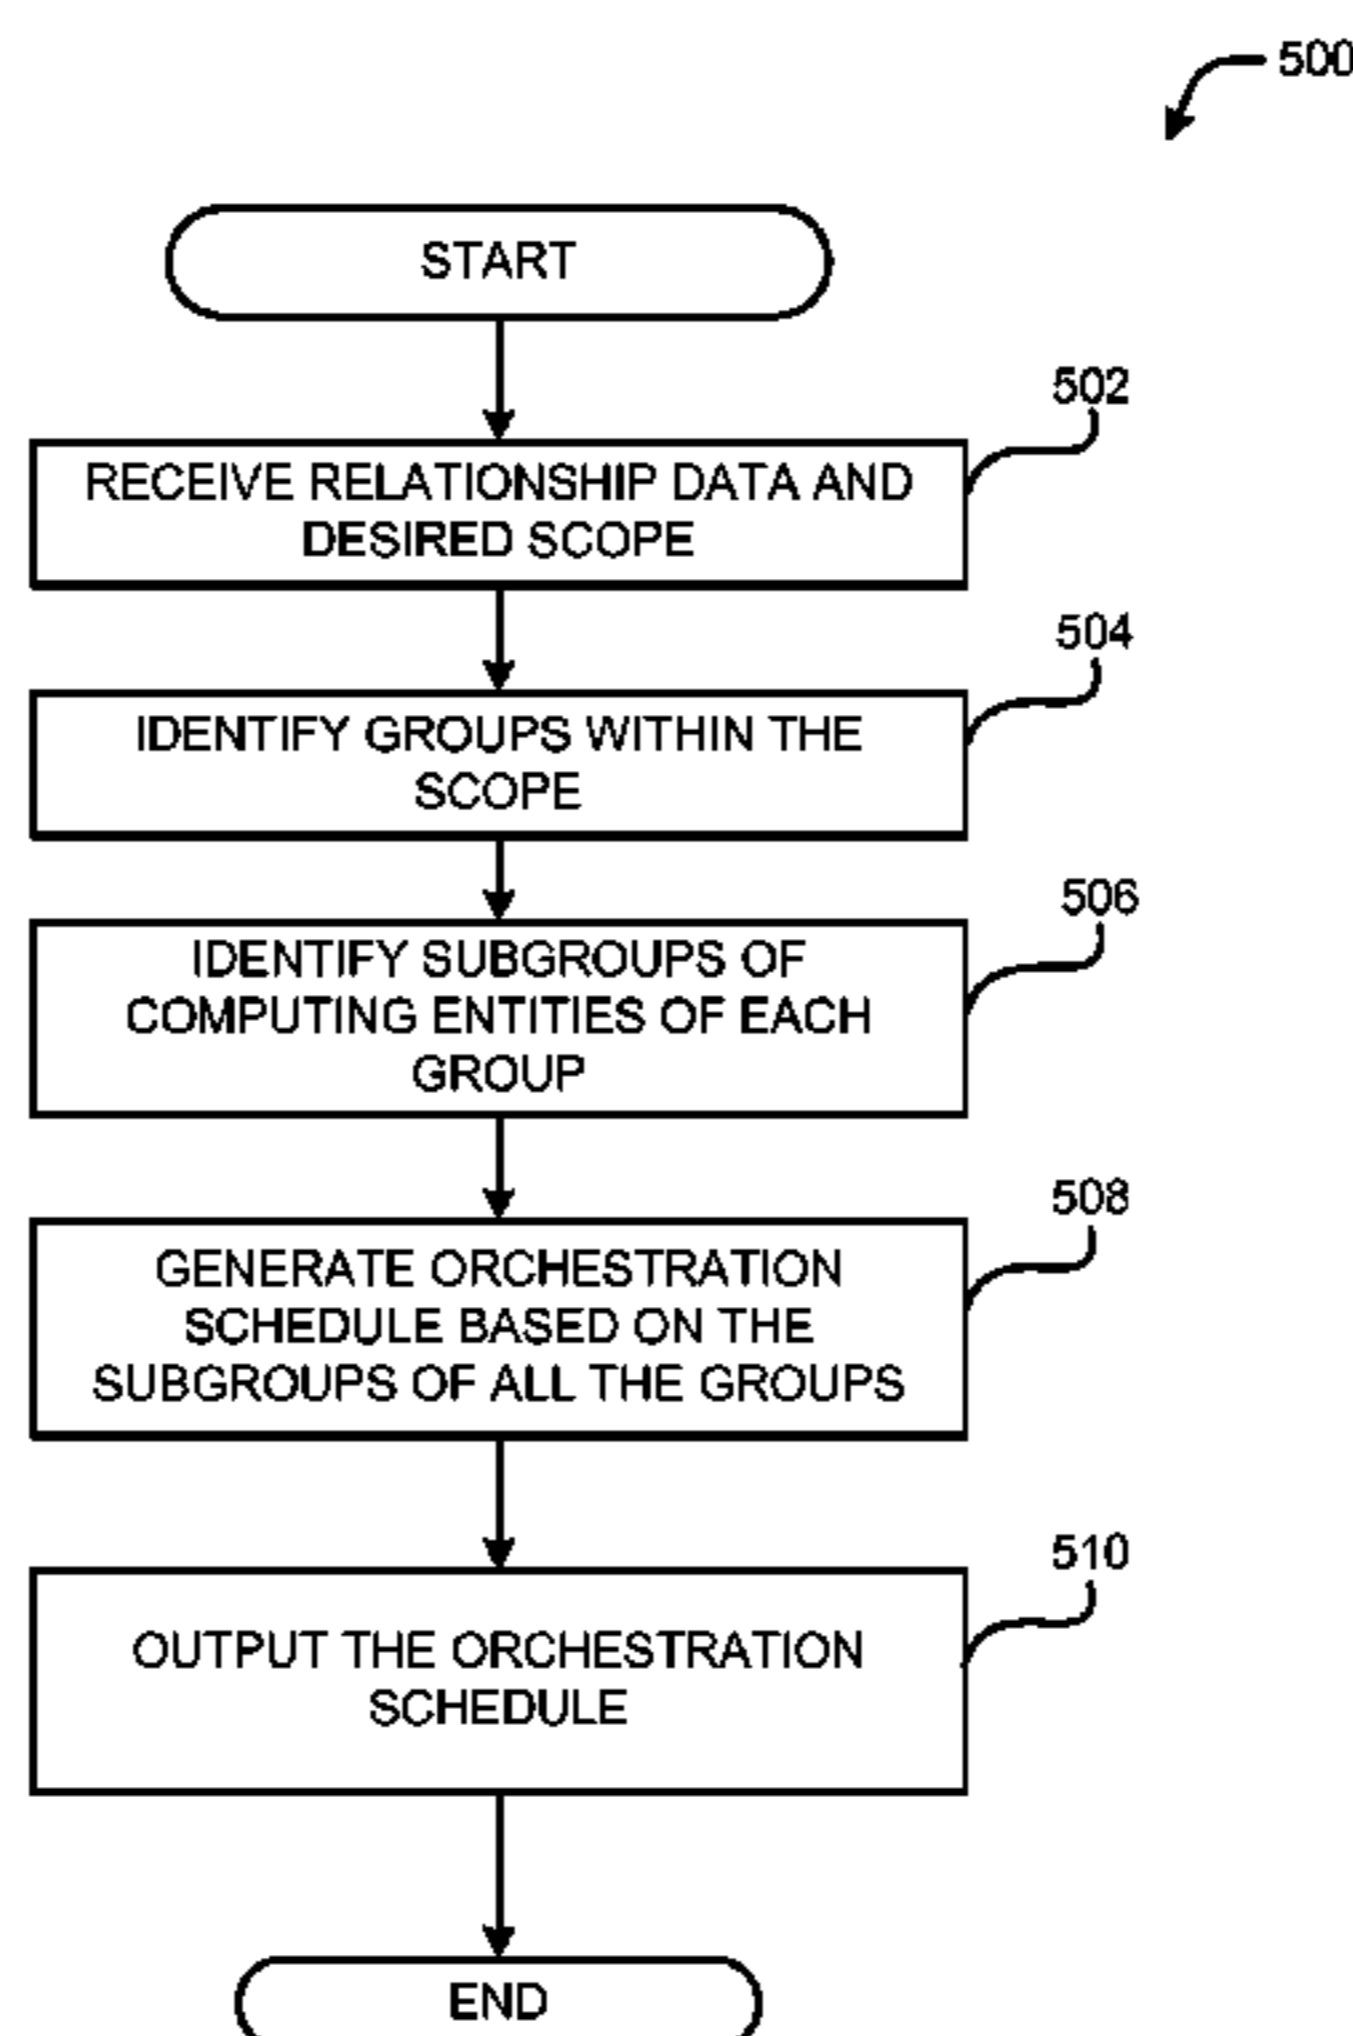 500
START
502
RECEIVE RELATIONSHIP DATA AND
DESIRED SCOPE
504
IDENTIFY GROUPS WITHIN THE
SCOPE
506
IDENTIFY SUBGROUPS OF
COMPUTING ENTITIES OF EACH
GROUP
508
GENERATE ORCHESTRATION
SCHEDULE BASED ON THE
SUBGROUPS OF ALL THE GROUPS
510
OUTPUT THE ORCHESTRATION
SCHEDULE
END